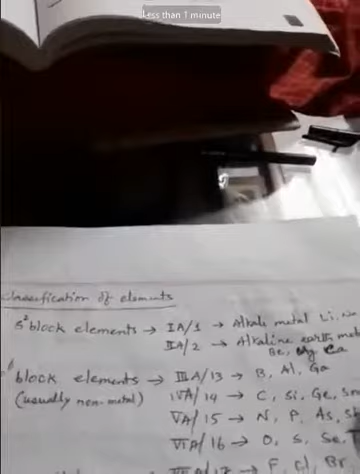 Less than 1 minute
Classification of elements
s block elements → IA/1 → Alkali metal Li, Na
IIA/2 → Alkaline earth met
Be, Mg Ca
block elements → IIIA/13 → B, Al, Ga
(usually non-metal) IVA/14 → C, Si, Ge, Sn
VA/15 → N, P, As, Sb
VIA/16 → O, S, Se,
F, Cl, Br